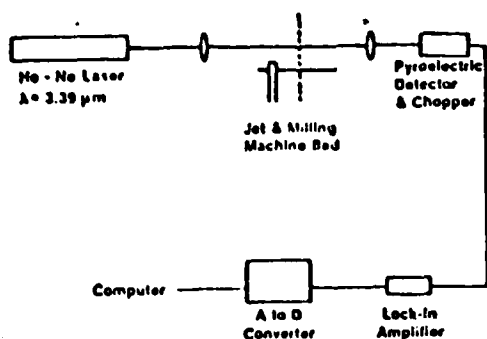 He - Ne Laser
λ= 3.39 μm
Pyroelectric
Detector
& Chopper
Jet & Milling
Machine Bed
Computer
A to D
Converter
Lock-In
Amplifier